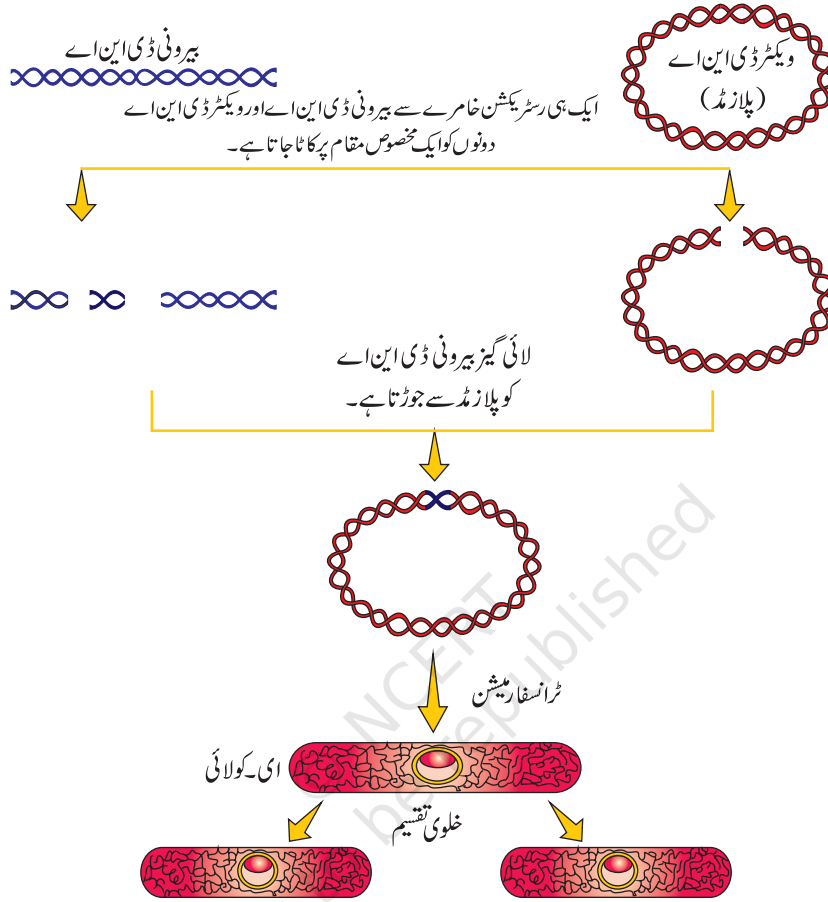 بیرونی ڈی این اے
ویکٹر ڈی این اے
(پلازمڈ)
ایک ہی رسٹریکشن خامرے سے بیرونی ڈی این اے اور ویکٹر ڈی این اے
دونوں کو ایک مخصوص مقام پر کاٹا جاتا ہے۔
لائی گیز بیرونی ڈی این اے
کو پلازمڈ سے جوڑتا ہے۔
ٹرانسفارمیشن
ای۔کولائی
خلوی تقسیم
NCERT
be republished